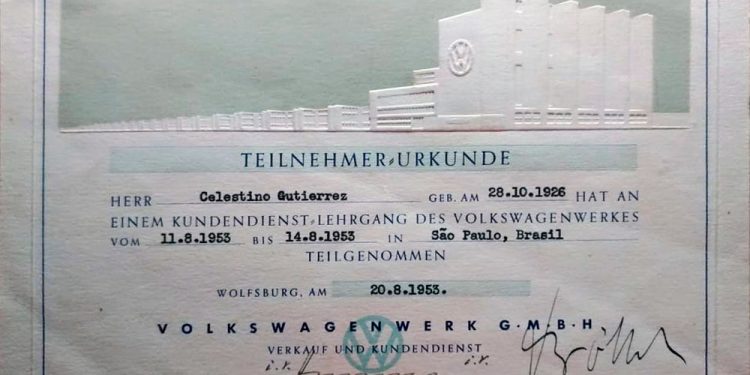 TEILNEHMER-URKUNDE
HERR Celestino Gutierrez GEB. AM 28.10.1926 HAT AN
EINEM KUNDENDIENST-LEHRGANG DES VOLKSWAGENWERKES
VOM 11.8.1953 BIS 14.8.1953 IN São Paulo, Brasil
TEILGENOMMEN
WOLFSBURG, AM 20.8.1953.
VOLKSWAGENWERK G·M·B·H
VERKAUF UND KUNDENDIENST
i.V. i.V.